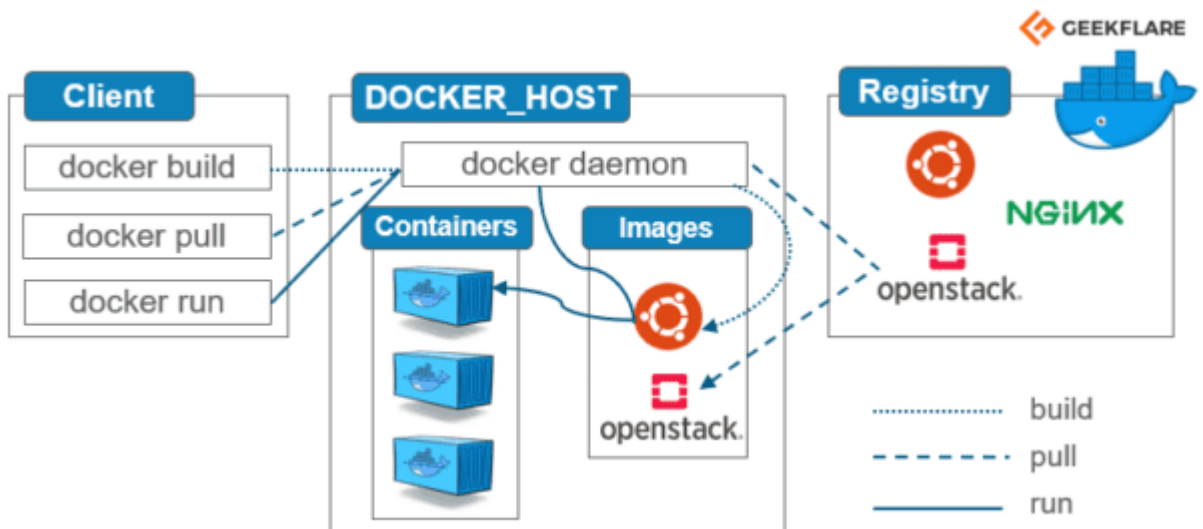 GEEKFLARE
Client
DOCKER_HOST
Registry
docker build
docker daemon
docker pull
Containers
Images
NGiNX
docker run
openstack.
openstack.
build
pull
run